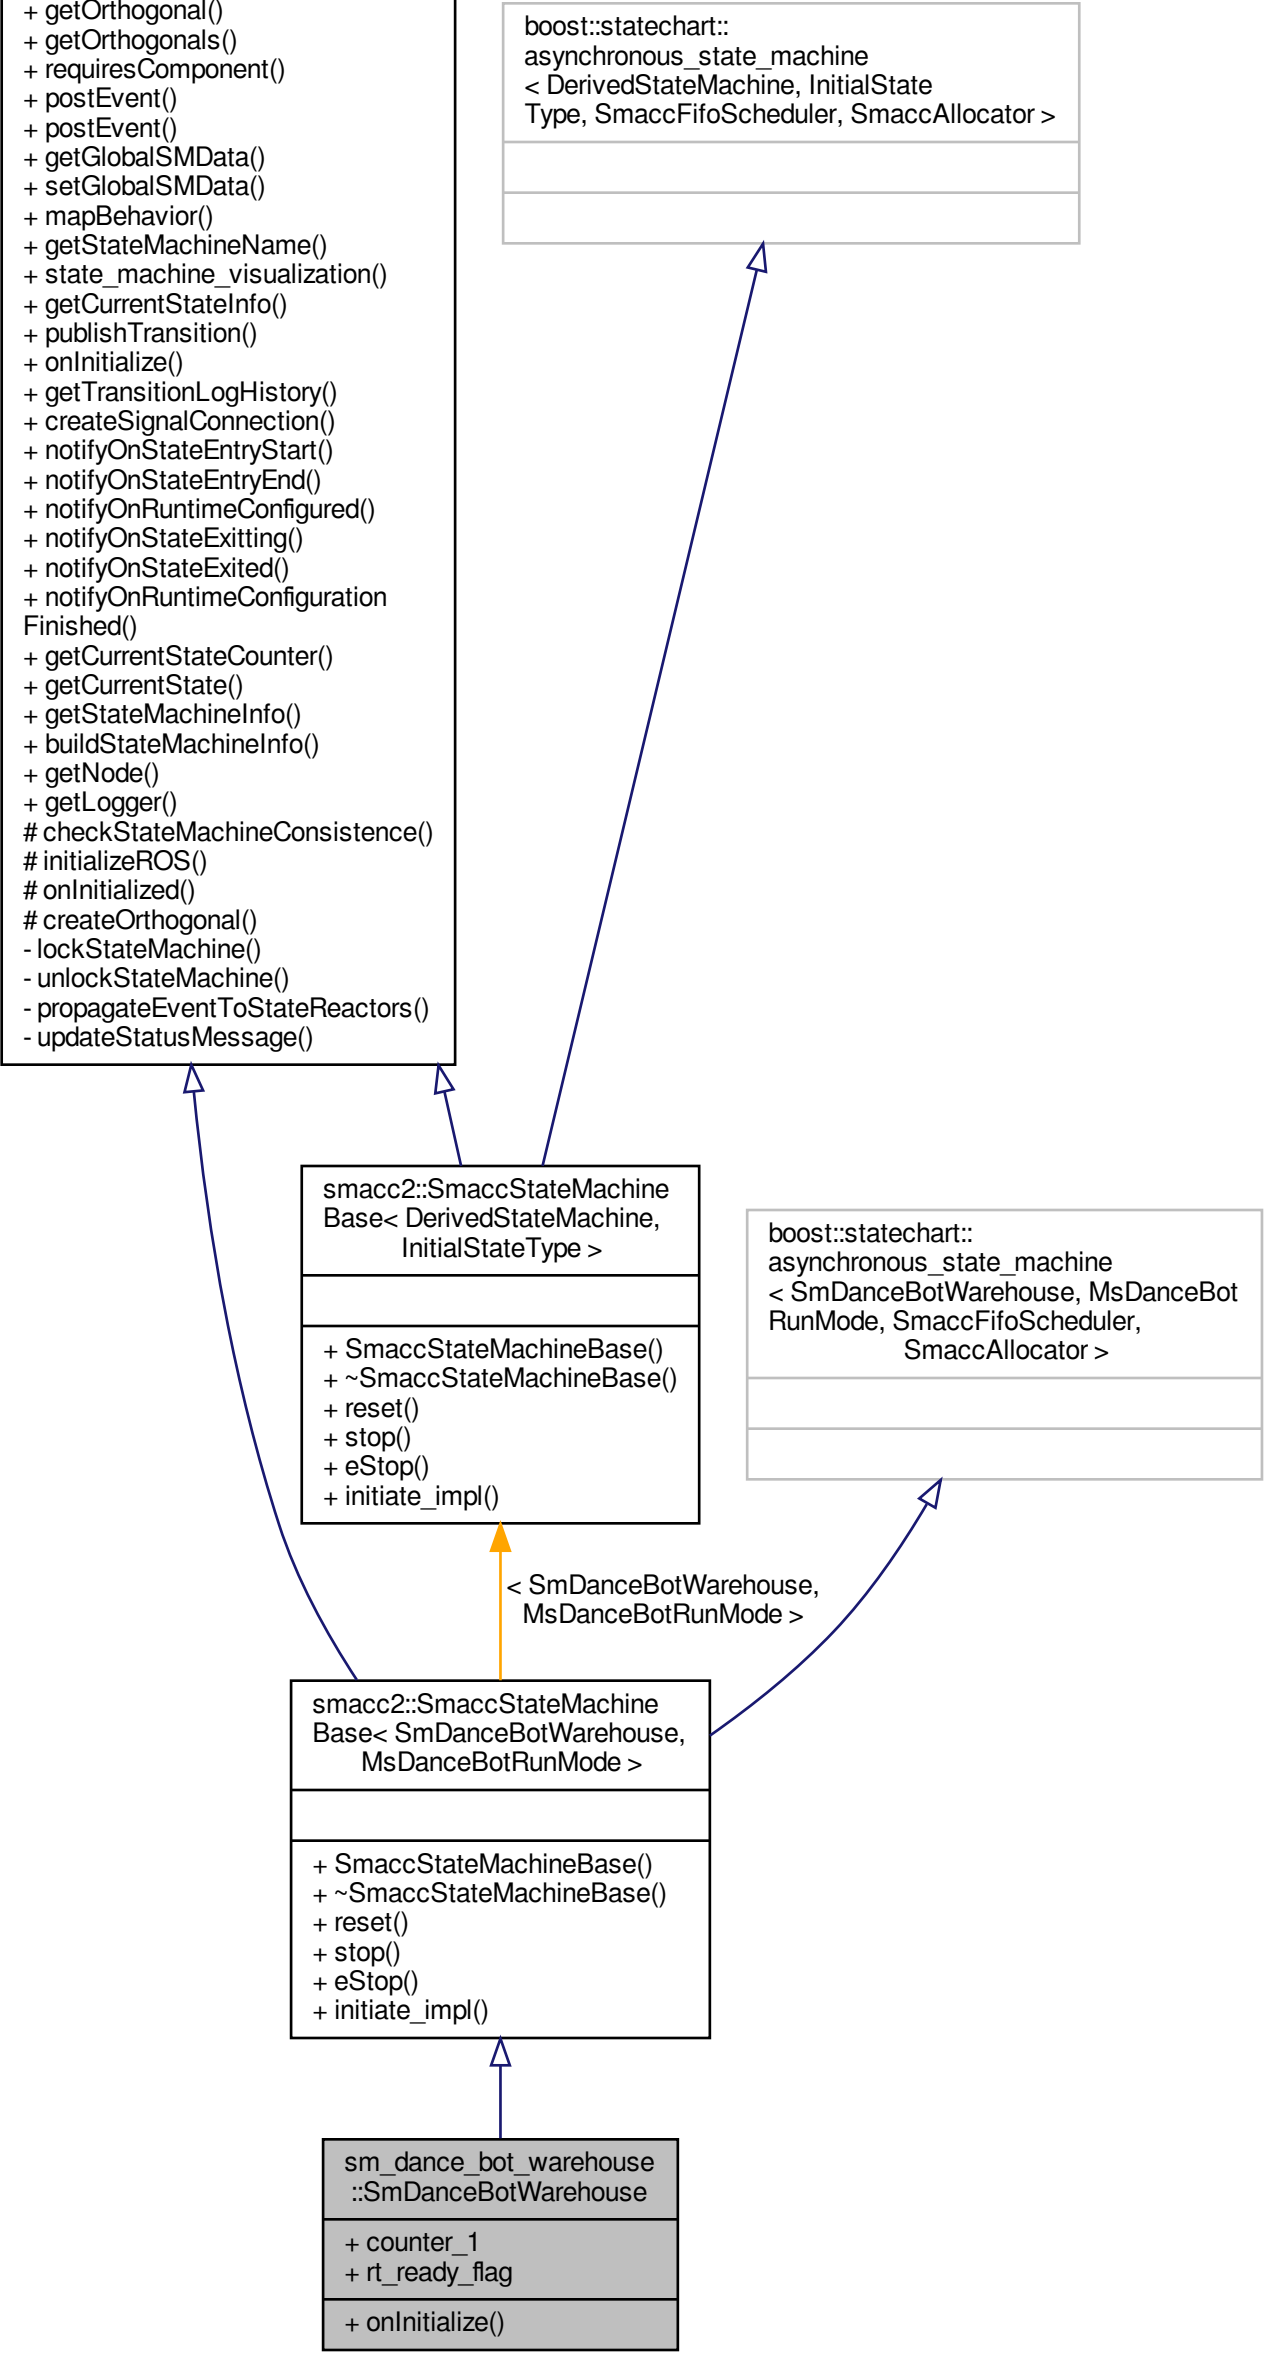 + getOrthogonal()
+ getOrthogonals()
+ requiresComponent()
+ postEvent()
+ postEvent()
+ getGlobalSMData()
+ setGlobalSMData()
+ mapBehavior()
+ getStateMachineName()
+ state_machine_visualization()
+ getCurrentStateInfo()
+ publishTransition()
+ onInitialize()
+ getTransitionLogHistory()
+ createSignalConnection()
+ notifyOnStateEntryStart()
+ notifyOnStateEntryEnd()
+ notifyOnRuntimeConfigured()
+ notifyOnStateExitting()
+ notifyOnStateExited()
+ notifyOnRuntimeConfiguration
Finished()
+ getCurrentStateCounter()
+ getCurrentState()
+ getStateMachineInfo()
+ buildStateMachineInfo()
+ getNode()
+ getLogger()
# checkStateMachineConsistence()
# initializeROS()
# onInitialized()
# createOrthogonal()
- lockStateMachine()
- unlockStateMachine()
- propagateEventToStateReactors()
- updateStatusMessage()
boost::statechart::
asynchronous_state_machine
< DerivedStateMachine, InitialState
Type, SmaccFifoScheduler, SmaccAllocator >
smacc2::SmaccStateMachine
Base< DerivedStateMachine,
InitialStateType >
+ SmaccStateMachineBase()
+ ~SmaccStateMachineBase()
+ reset()
+ stop()
+ eStop()
+ initiate_impl()
boost::statechart::
asynchronous_state_machine
< SmDanceBotWarehouse, MsDanceBot
RunMode, SmaccFifoScheduler,
SmaccAllocator >
< SmDanceBotWarehouse,
MsDanceBotRunMode >
smacc2::SmaccStateMachine
Base< SmDanceBotWarehouse,
MsDanceBotRunMode >
+ SmaccStateMachineBase()
+ ~SmaccStateMachineBase()
+ reset()
+ stop()
+ eStop()
+ initiate_impl()
sm_dance_bot_warehouse
::SmDanceBotWarehouse
+ counter_1
+ rt_ready_flag
+ onInitialize()